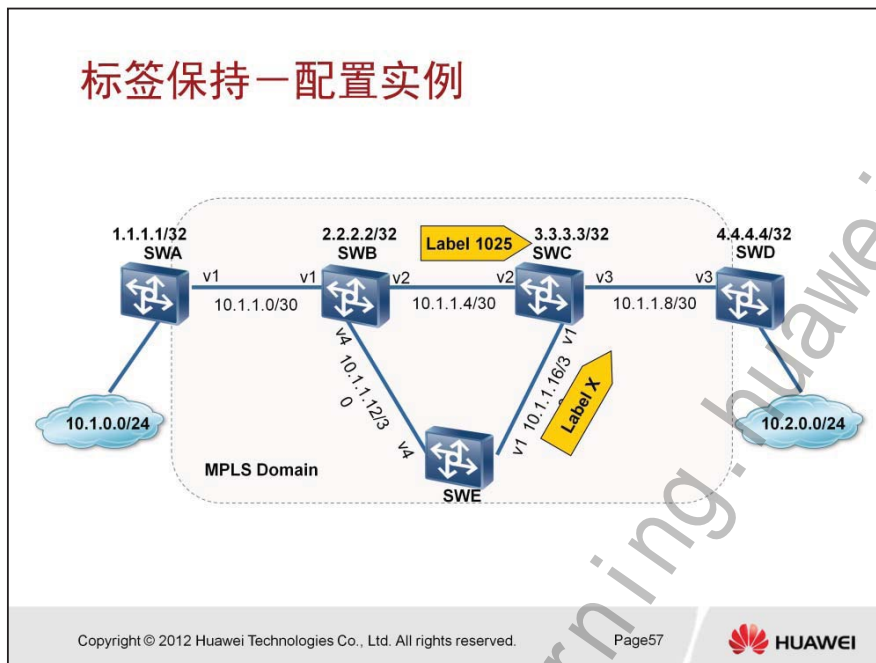 标签保持－配置实例
1.1.1.1/32
SWA
2.2.2.2/32
SWB
Label 1025
3.3.3.3/32
SWC
4.4.4.4/32
SWD
v1
v1
v2
v2
v3
v3
10.1.1.0/30
10.1.1.4/30
10.1.1.8/30
v4
10.1.1.12/3
0
v4
v1
10.1.1.16/3
v1
Label X
10.1.0.0/24
10.2.0.0/24
MPLS Domain
SWE
Copyright © 2012 Huawei Technologies Co., Ltd. All rights reserved.
Page57
HUAWEI
rning.huawei